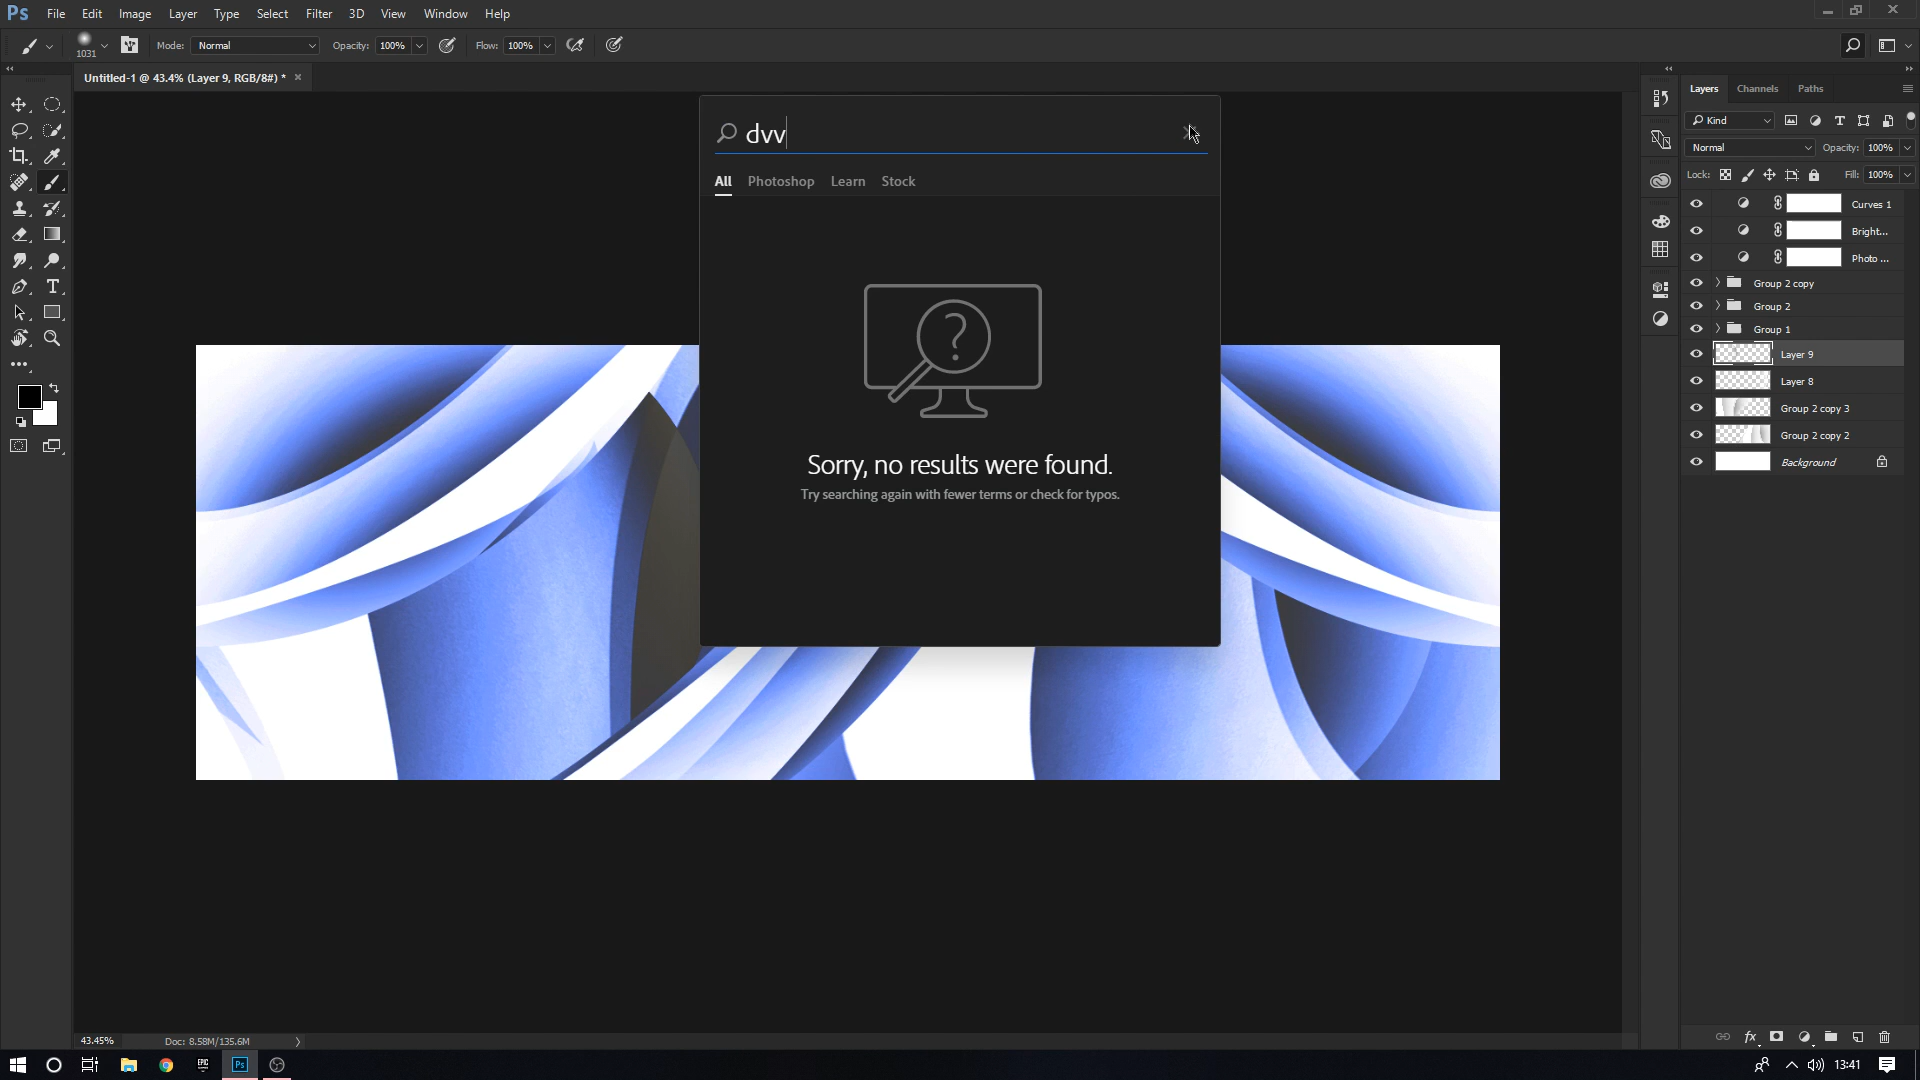 Ps File Edit Image Layer Type Select Filter 3D View Window Help
1031 Mode: Normal Opacity: 100% Flow: 100%
Untitled-1 @ 43.4% (Layer 9, RGB/8#) *
dvv
All Photoshop Learn Stock
Sorry, no results were found.
Try searching again with fewer terms or check for typos.
Layers Channels Paths
Kind
Normal Opacity: 100%
Lock: Fill: 100%
Curves 1
Bright...
Photo ...
Group 2 copy
Group 2
Group 1
Layer 9
Layer 8
Group 2 copy 3
Group 2 copy 2
Background
fx
43.45% Doc: 8.58M/135.6M
EPIC Ps 13:41